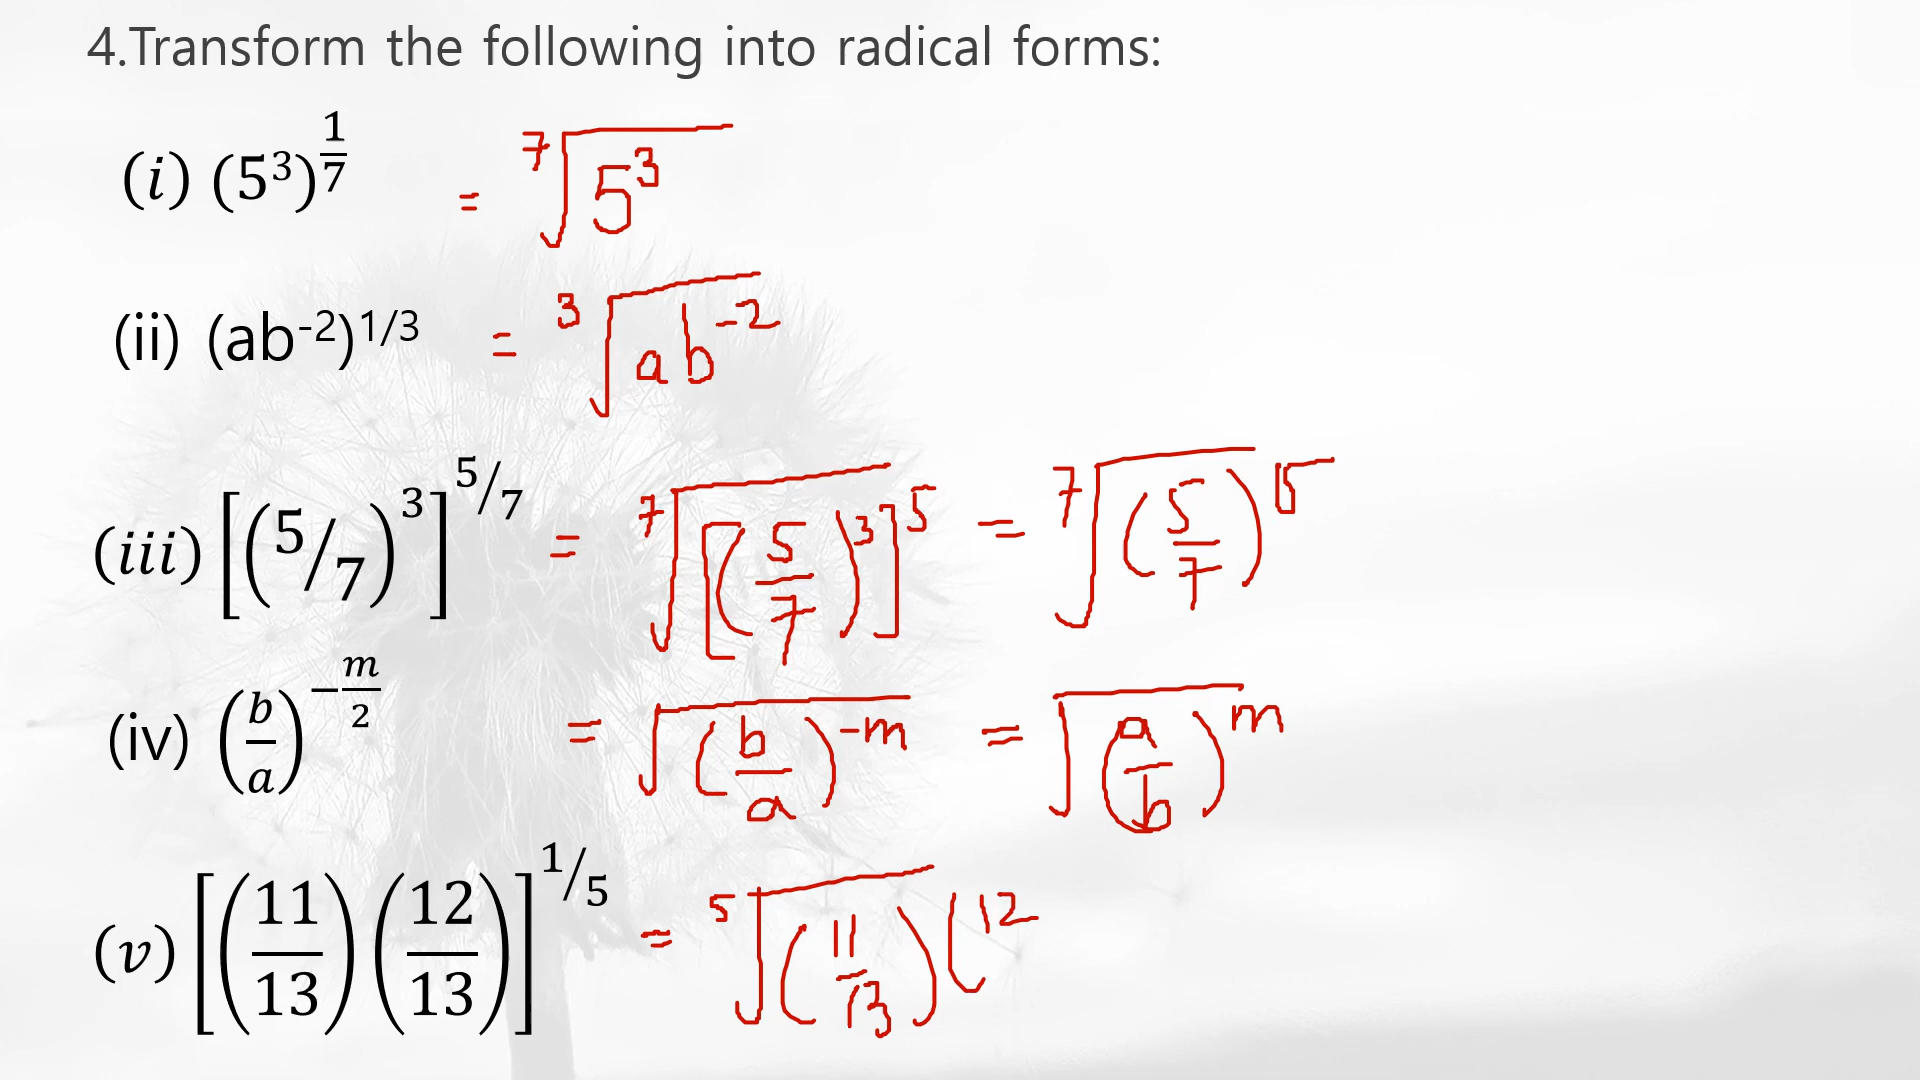 4.Transform the following into radical forms:
(i) (5³)^(1/7) = ⁷√5³
(ii) (ab⁻²)^(1/3) = ³√ab⁻²
(iii) [(5/7)³]^(5/7) = ⁷√[(5/7)³]⁵ = ⁷√(5/7)⁵
(iv) (b/a)^(-m/2) = √(b/a)^(-m) = √(a/b)^m
(v) [(11/13)(12/13)]^(1/5) = ⁵√(11/13)(12